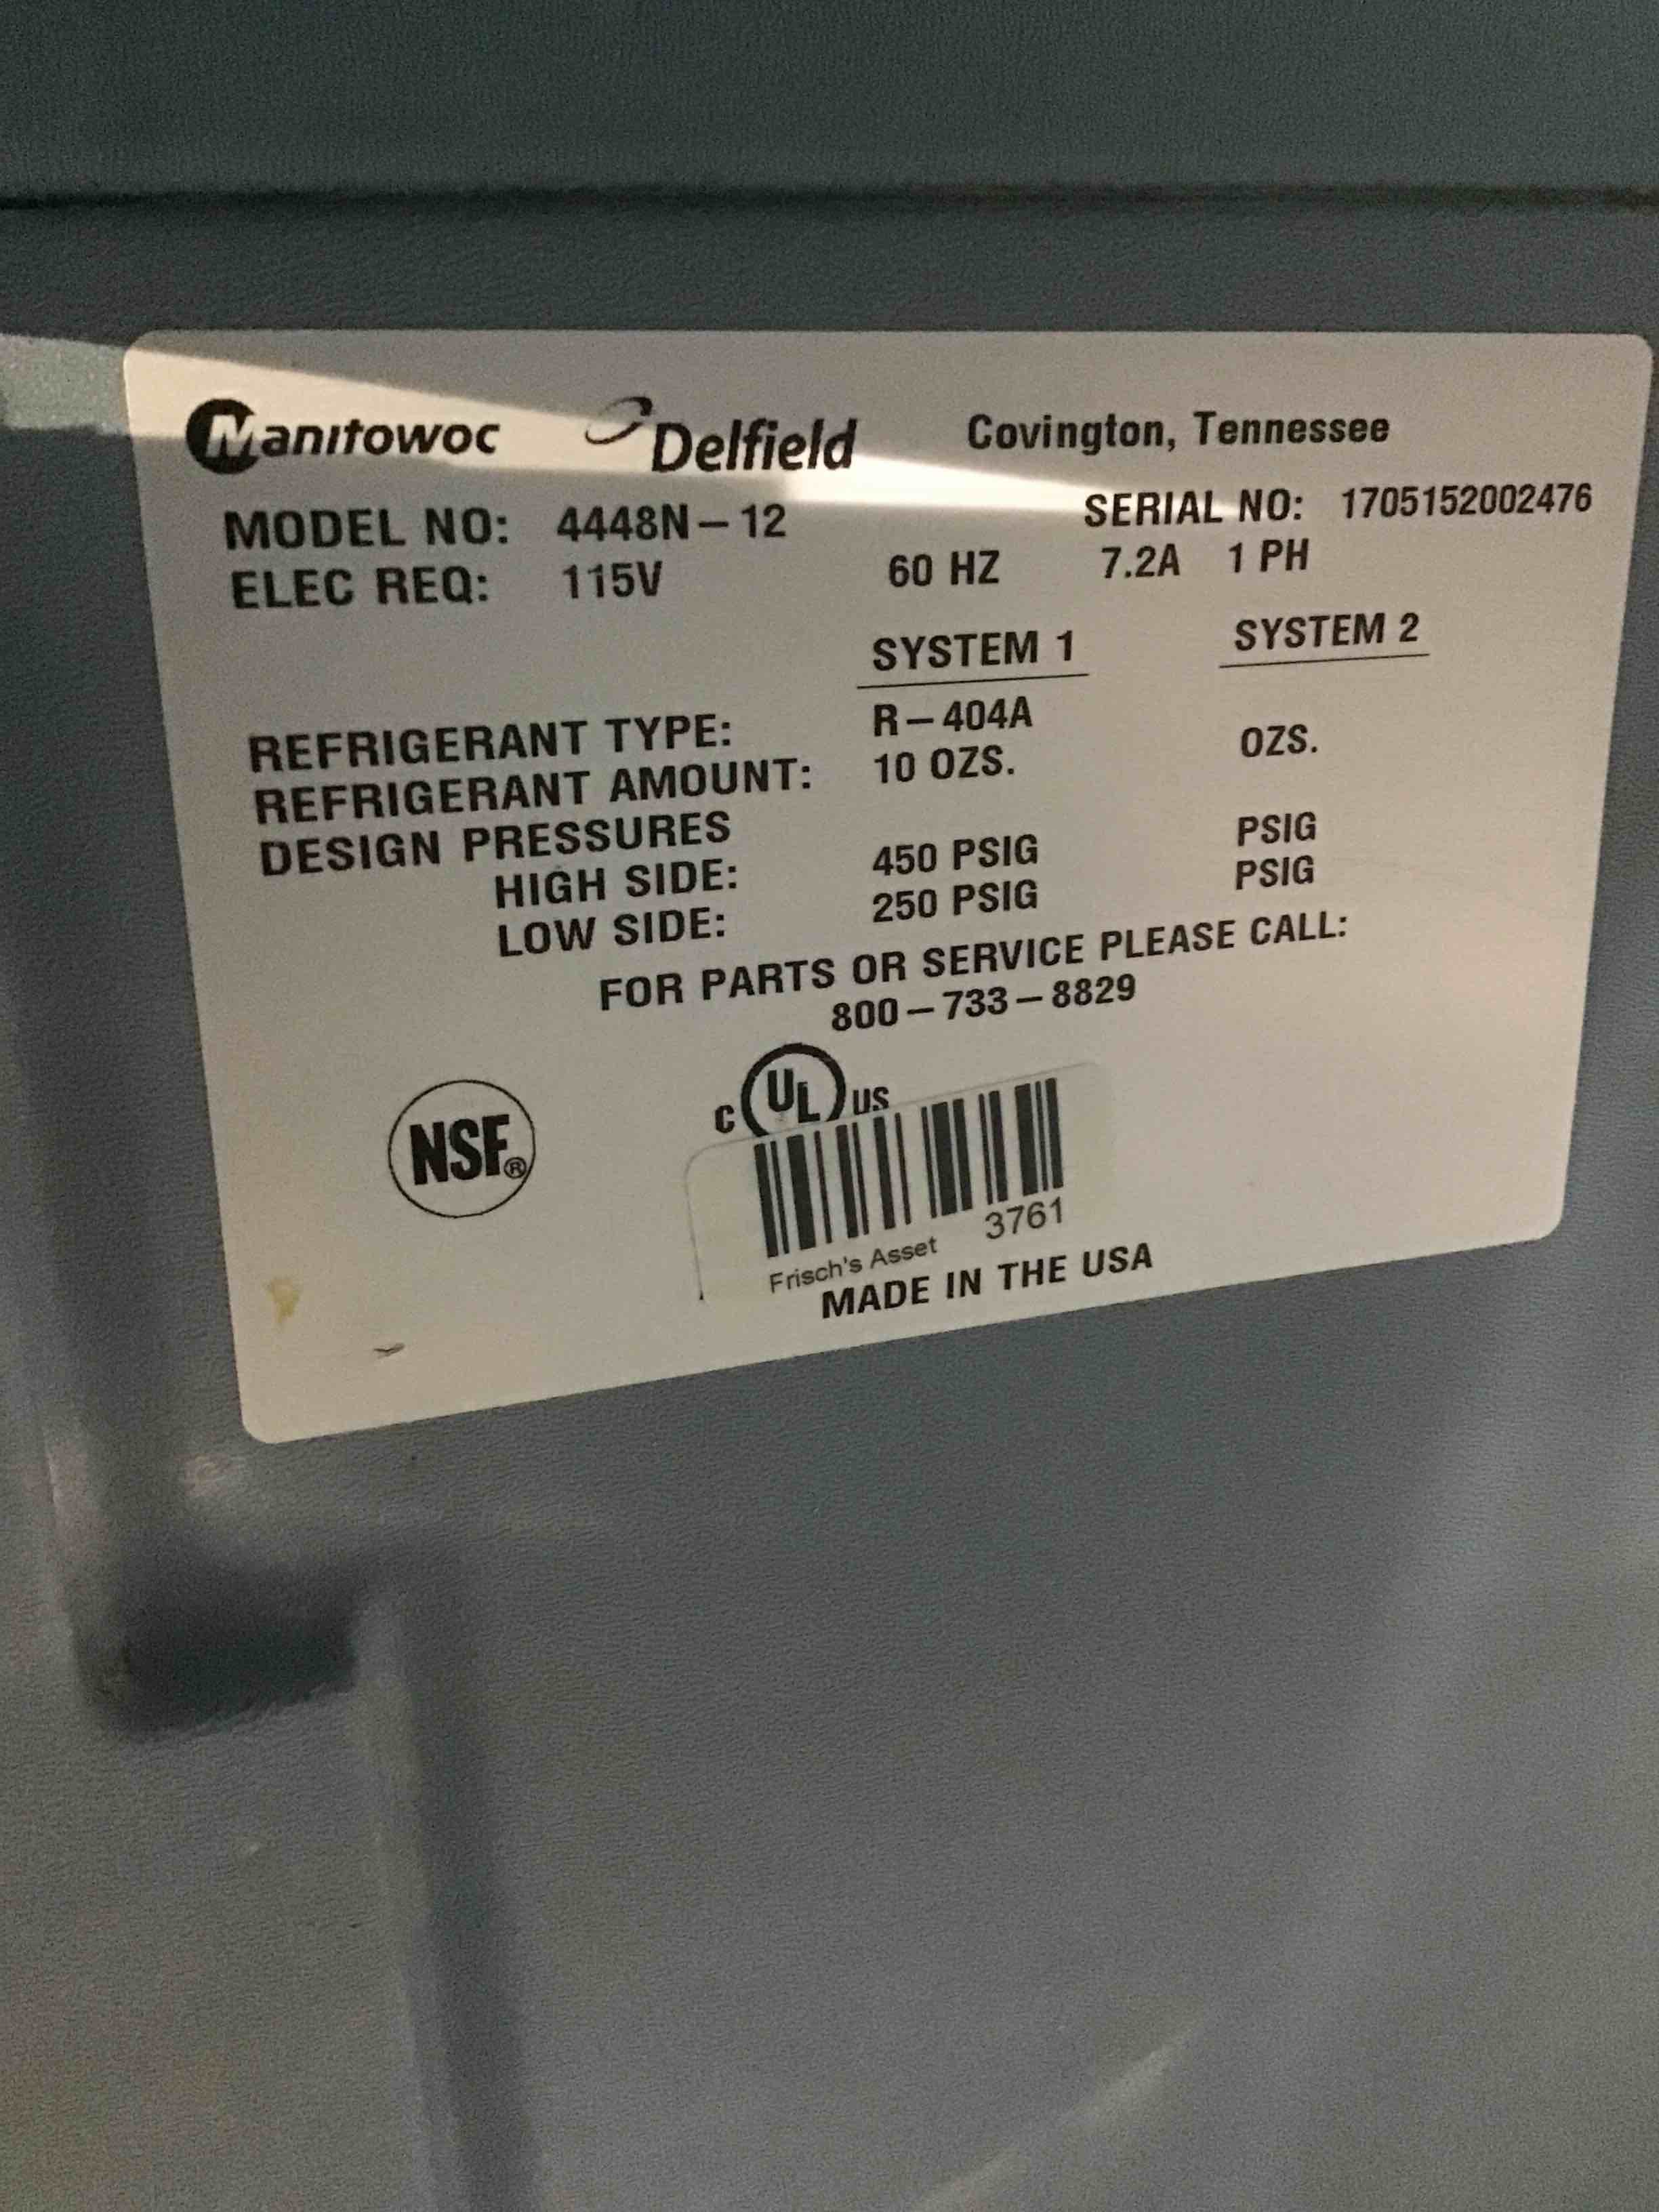 Manitowoc Delfield Covington, Tennessee
MODEL NO: 4448N-12 SERIAL NO: 1705152002476
ELEC REQ: 115V 60 HZ 7.2A 1 PH
SYSTEM 1 SYSTEM 2
REFRIGERANT TYPE: R-404A
REFRIGERANT AMOUNT: 10 OZS. OZS.
DESIGN PRESSURES
HIGH SIDE: 450 PSIG PSIG
LOW SIDE: 250 PSIG PSIG
FOR PARTS OR SERVICE PLEASE CALL:
800-733-8829
NSF®
C UL US
Frisch's Asset 3761
MADE IN THE USA